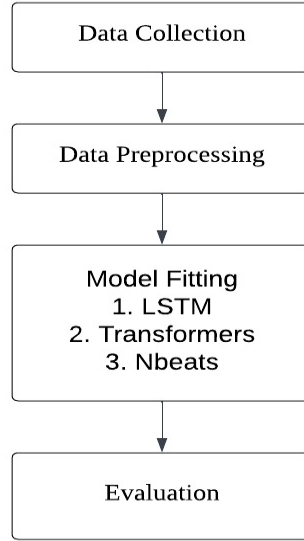 Data Collection
Data Preprocessing
Model Fitting
1. LSTM
2. Transformers
3. Nbeats
Evaluation